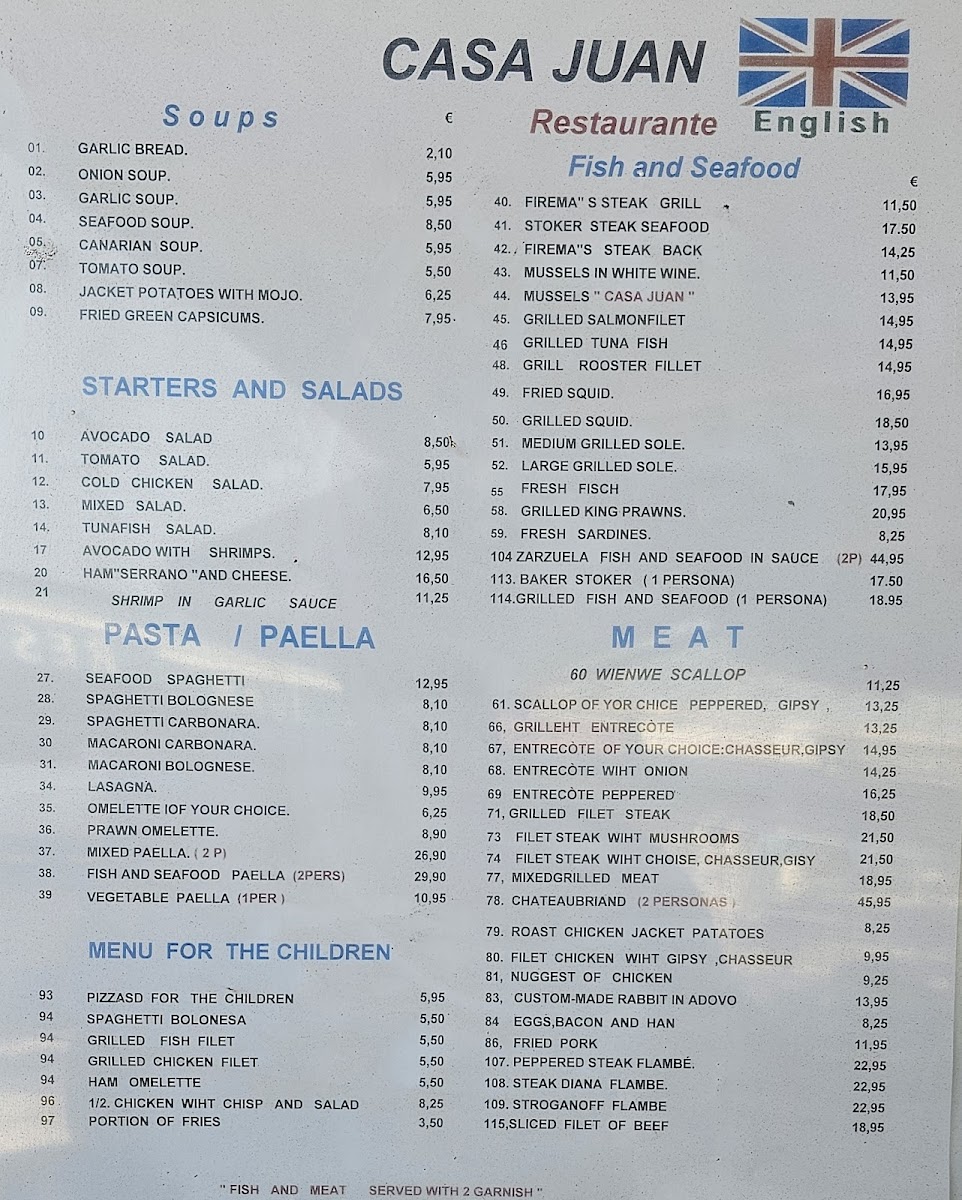 CASA JUAN
Restaurante
English
Soups €
01. GARLIC BREAD. 2,10
02. ONION SOUP. 5,95
03. GARLIC SOUP. 5,95
04. SEAFOOD SOUP. 8,50
05. CANARIAN SOUP. 5,95
07. TOMATO SOUP. 5,50
08. JACKET POTATOES WITH MOJO. 6,25
09. FRIED GREEN CAPSICUMS. 7,95
STARTERS AND SALADS
10 AVOCADO SALAD 8,50
11. TOMATO SALAD. 5,95
12. COLD CHICKEN SALAD. 7,95
13. MIXED SALAD. 6,50
14. TUNAFISH SALAD. 8,10
17 AVOCADO WITH SHRIMPS. 12,95
20 HAM"SERRANO "AND CHEESE. 16,50
21 SHRIMP IN GARLIC SAUCE 11,25
PASTA / PAELLA
27. SEAFOOD SPAGHETTI 12,95
28. SPAGHETTI BOLOGNESE 8,10
29. SPAGHETTI CARBONARA. 8,10
30 MACARONI CARBONARA. 8,10
31. MACARONI BOLOGNESE. 8,10
34. LASAGNA. 9,95
35. OMELETTE IOF YOUR CHOICE. 6,25
36. PRAWN OMELETTE. 8,90
37. MIXED PAELLA. ( 2 P) 26,90
38. FISH AND SEAFOOD PAELLA (2PERS) 29,90
39 VEGETABLE PAELLA (1PER ) 10,95
MENU FOR THE CHILDREN
93 PIZZASD FOR THE CHILDREN 5,95
94 SPAGHETTI BOLONESA 5,50
94 GRILLED FISH FILET 5,50
94 GRILLED CHICKEN FILET 5,50
94 HAM OMELETTE 5,50
96 1/2. CHICKEN WIHT CHISP AND SALAD 8,25
97 PORTION OF FRIES 3,50
Fish and Seafood €
40. FIREMA" S STEAK GRILL 11,50
41. STOKER STEAK SEAFOOD 17.50
42. FIREMA"S STEAK BACK 14,25
43. MUSSELS IN WHITE WINE. 11,50
44. MUSSELS " CASA JUAN " 13,95
45. GRILLED SALMONFILET 14,95
46 GRILLED TUNA FISH 14,95
48. GRILL ROOSTER FILLET 14,95
49. FRIED SQUID. 16,95
50. GRILLED SQUID. 18,50
51. MEDIUM GRILLED SOLE. 13,95
52. LARGE GRILLED SOLE. 15,95
55 FRESH FISCH 17,95
58. GRILLED KING PRAWNS. 20,95
59. FRESH SARDINES. 8,25
104 ZARZUELA FISH AND SEAFOOD IN SAUCE (2P) 44,95
113. BAKER STOKER ( 1 PERSONA) 17.50
114.GRILLED FISH AND SEAFOOD (1 PERSONA) 18.95
MEAT
60 WIENWE SCALLOP 11,25
61. SCALLOP OF YOR CHICE PEPPERED, GIPSY , 13,25
66, GRILLEHT ENTRECÒTE 13,25
67, ENTRECÒTE OF YOUR CHOICE:CHASSEUR,GIPSY 14,95
68. ENTRECÒTE WIHT ONION 14,25
69 ENTRECÒTE PEPPERED 16,25
71, GRILLED FILET STEAK 18,50
73 FILET STEAK WIHT MUSHROOMS 21,50
74 FILET STEAK WIHT CHOISE, CHASSEUR,GISY 21,50
77, MIXEDGRILLED MEAT 18,95
78. CHATEAUBRIAND (2 PERSONAS ) 45,95
79. ROAST CHICKEN JACKET PATATOES 8,25
80. FILET CHICKEN WIHT GIPSY ,CHASSEUR 9,95
81, NUGGEST OF CHICKEN 9,25
83, CUSTOM-MADE RABBIT IN ADOVO 13,95
84 EGGS,BACON AND HAN 8,25
86, FRIED PORK 11,95
107. PEPPERED STEAK FLAMBÉ. 22,95
108. STEAK DIANA FLAMBE. 22,95
109. STROGANOFF FLAMBE 22,95
115,SLICED FILET OF BEEF 18,95
" FISH AND MEAT SERVED WITH 2 GARNISH "